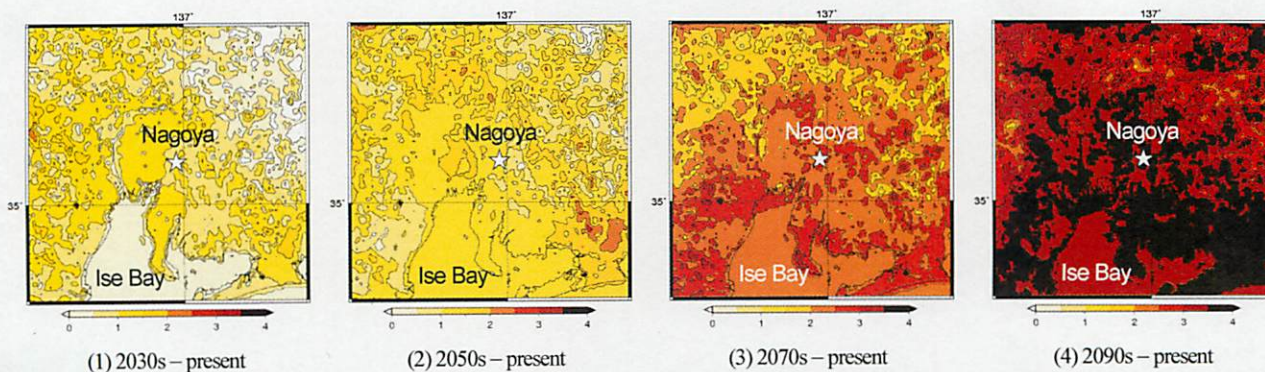 137°
Nagoya
35°
Ise Bay
0 1 2 3 4
(1) 2030s – present
137°
Nagoya
35°
Ise Bay
0 1 2 3 4
(2) 2050s – present
137°
Nagoya
35°
Ise Bay
0 1 2 3 4
(3) 2070s – present
137°
Nagoya
35°
Ise Bay
0 1 2 3 4
(4) 2090s – present